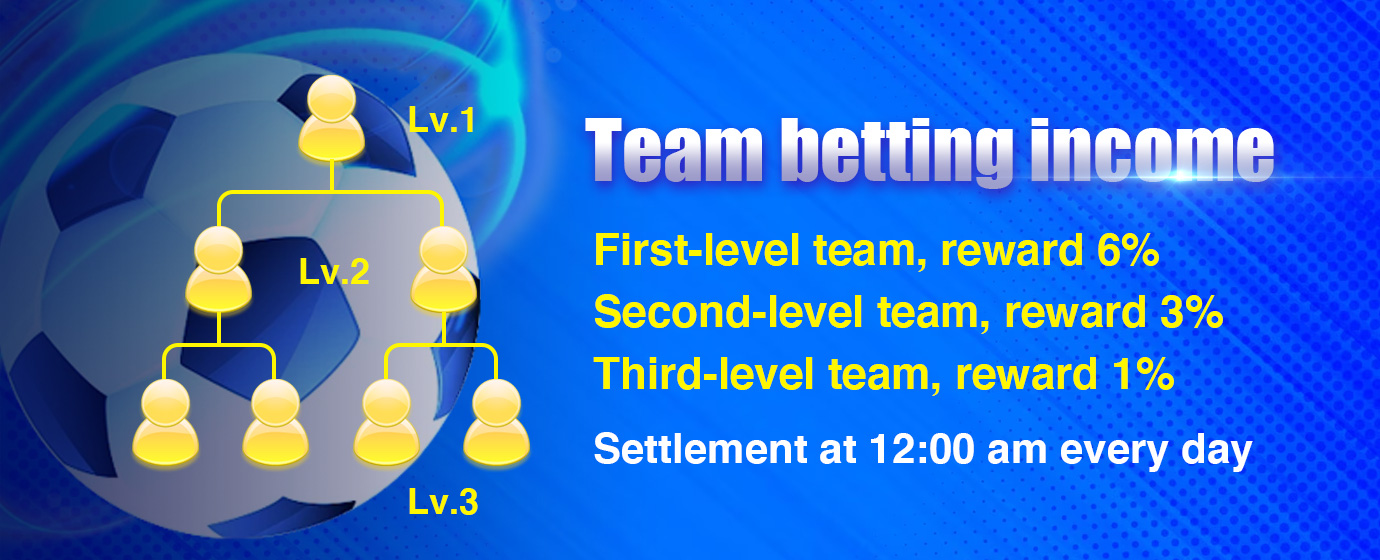 Lv.1
Lv.2
Lv.3
Team betting income
First-level team, reward 6%
Second-level team, reward 3%
Third-level team, reward 1%
Settlement at 12:00 am every day